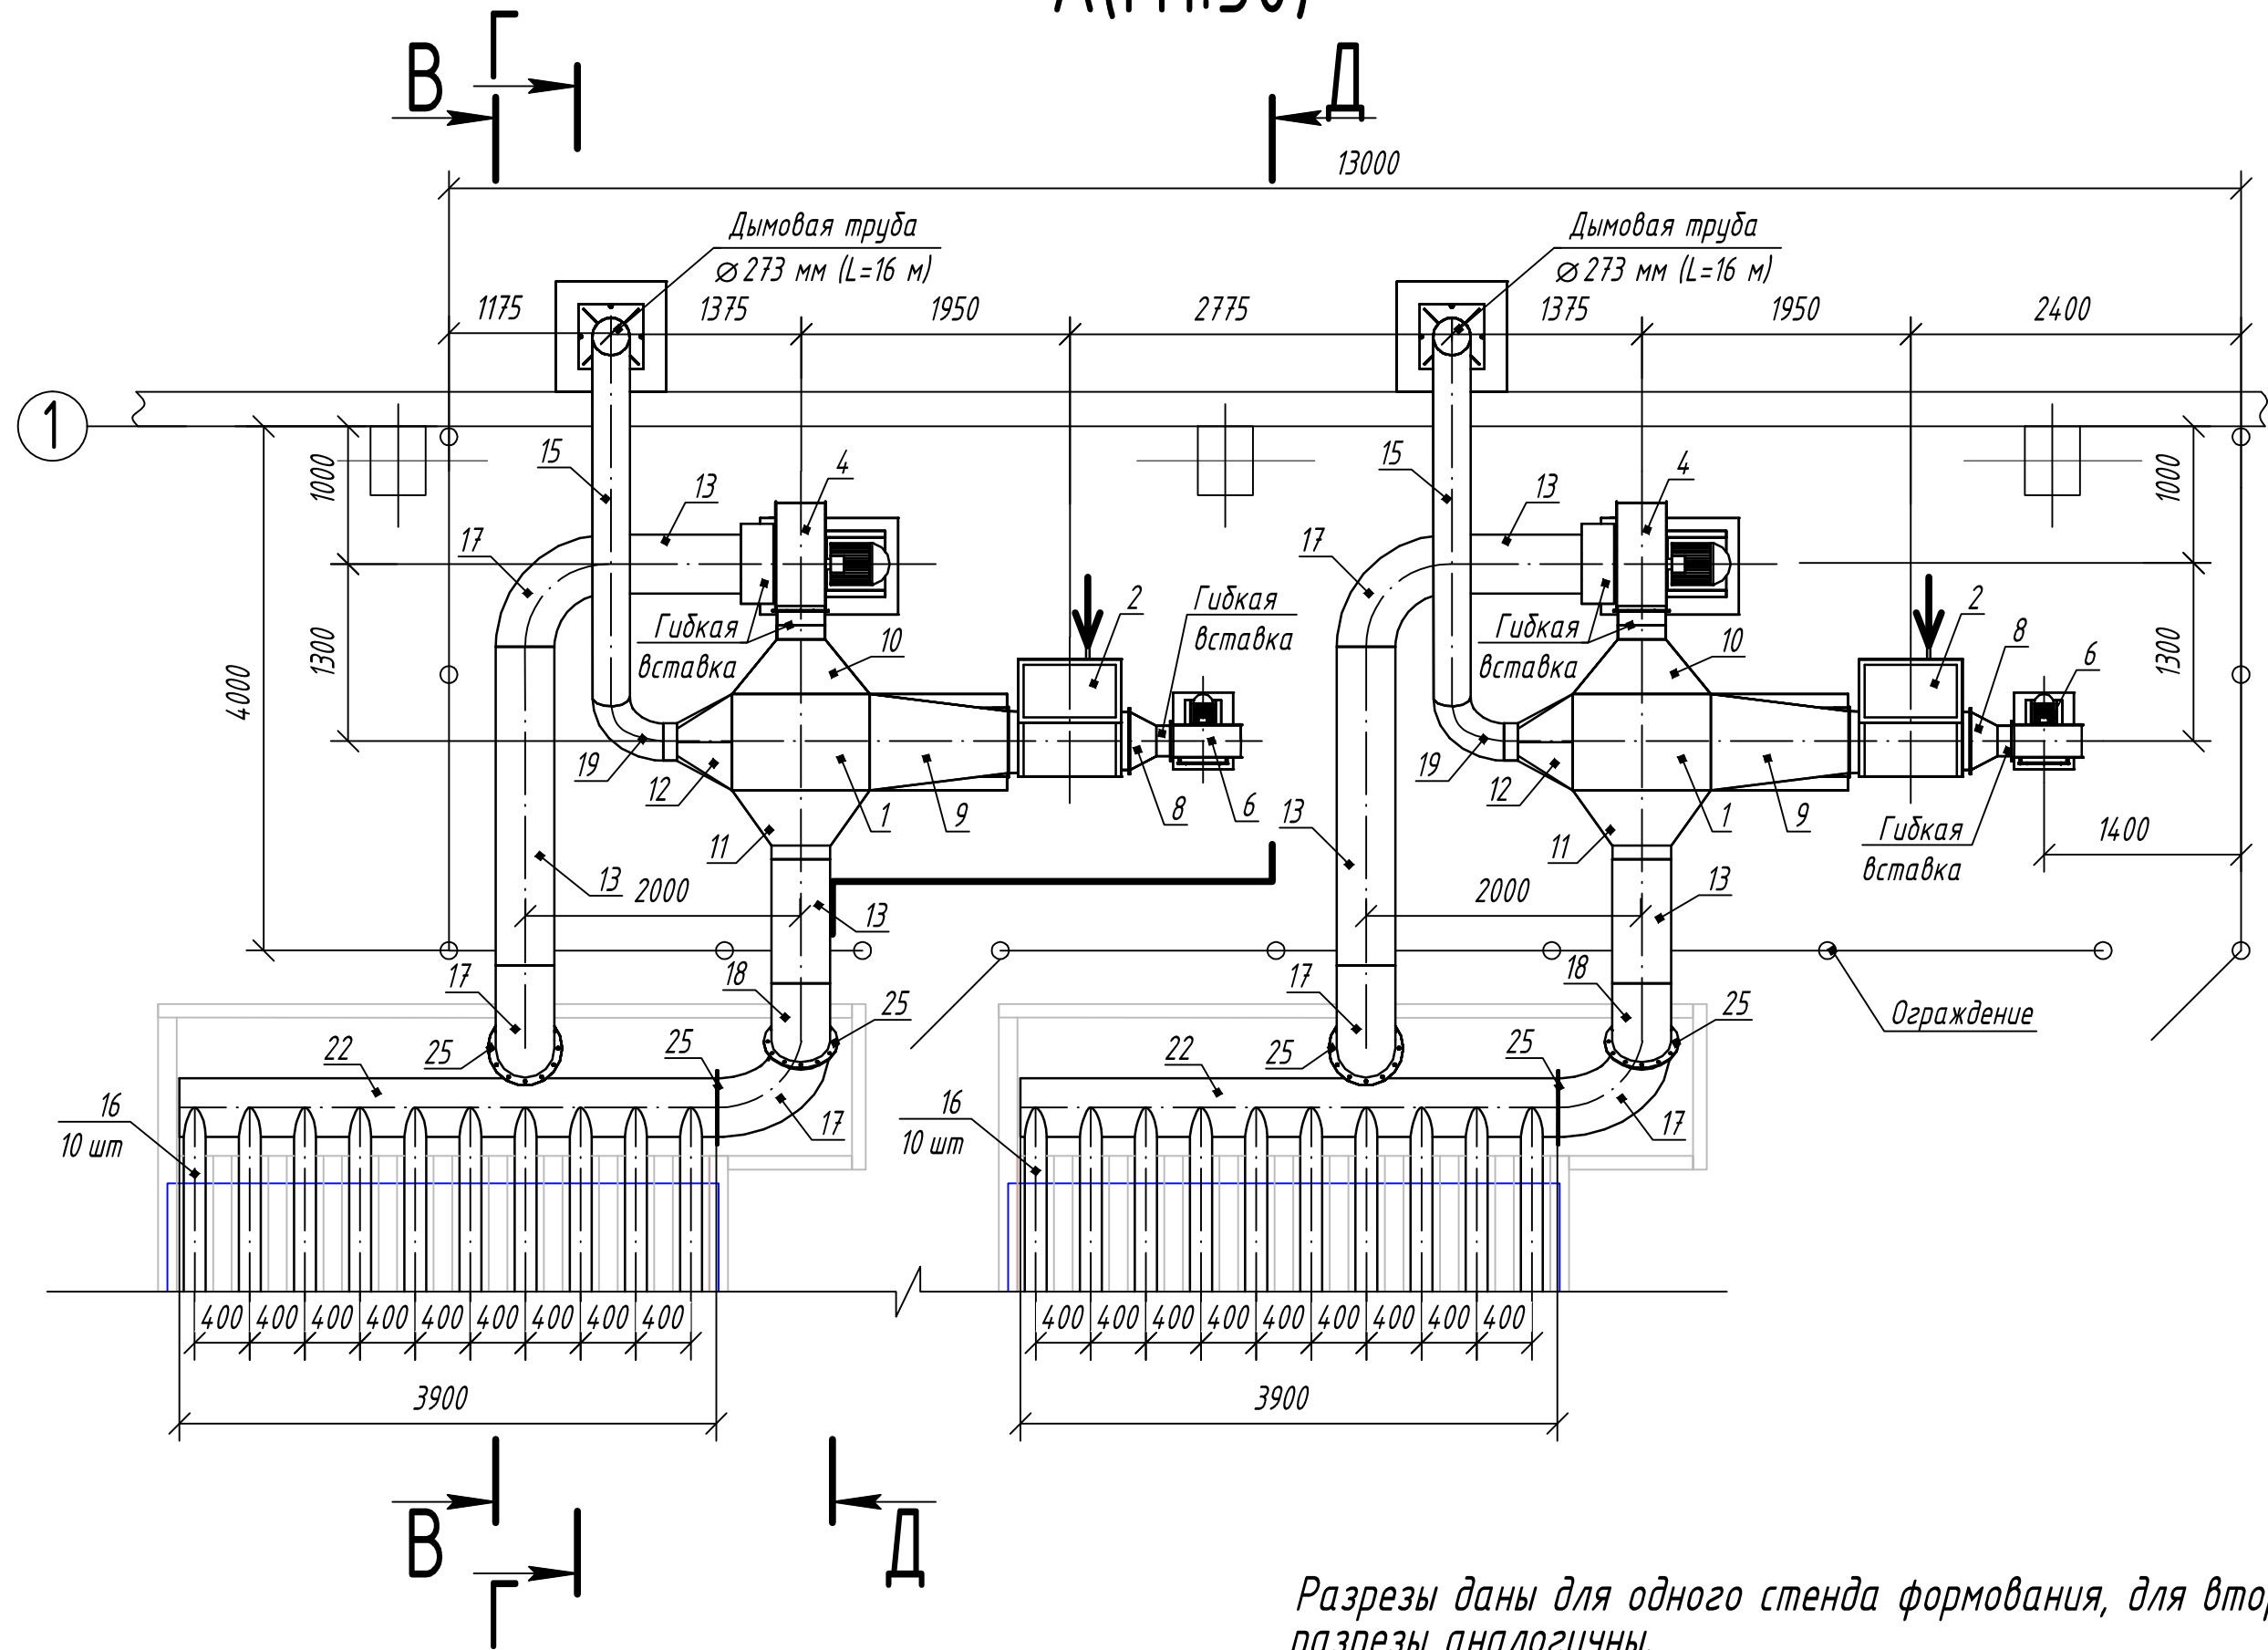 Г
В
Д
13000
Дымовая труба
⌀273 мм (L=16 м)
Дымовая труба
⌀273 мм (L=16 м)
1175
1375
1950
2775
1375
1950
2400
1
15
13
4
15
13
4
1000
1000
17
17
Гибкая
вставка
Гибкая
вставка
Гибкая
вставка
2
2
10
10
8
6
1300
1300
4000
19
12
1
9
8
6
19
12
1
9
11
13
11
Гибкая
вставка
1400
13
2000
13
2000
13
17
18
25
17
18
25
Ограждение
22
25
25
22
25
25
16
10 шт
17
16
10 шт
17
400 400 400 400 400 400 400 400 400
400 400 400 400 400 400 400 400 400
3900
3900
В
Д
Г
Разрезы даны для одного стенда формования, для
разрезы аналогичны.